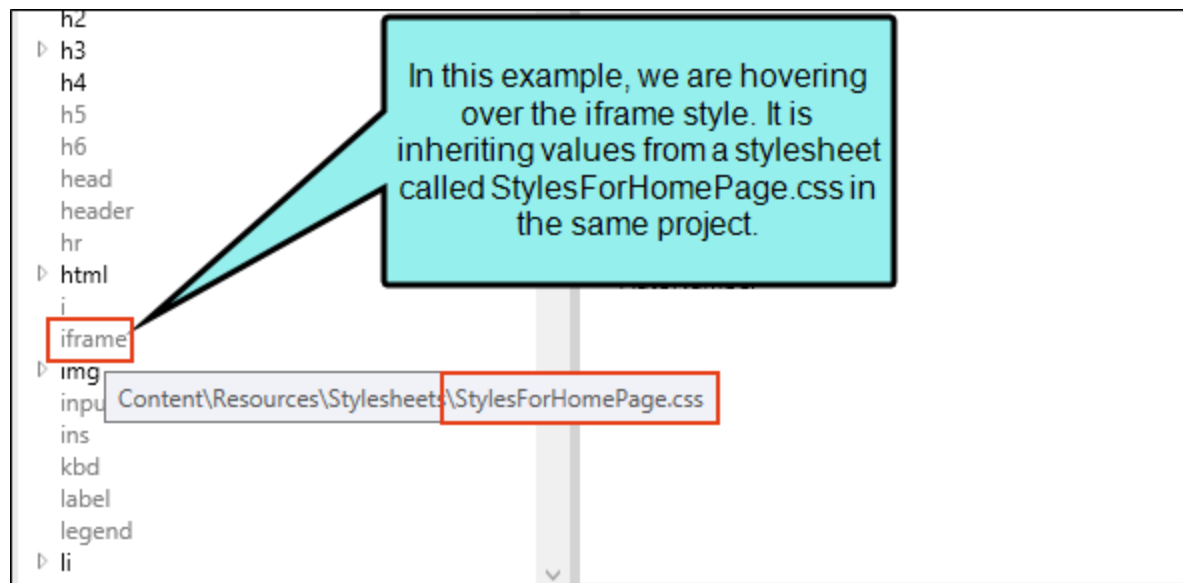 h2
h3
h4
h5
h6
head
header
hr
html
i
iframe
img
inpu
ins
kbd
label
legend
li
In this example, we are hovering
over the iframe style. It is
inheriting values from a stylesheet
called StylesForHomePage.css in
the same project.
Content\Resources\Stylesheets\StylesForHomePage.css